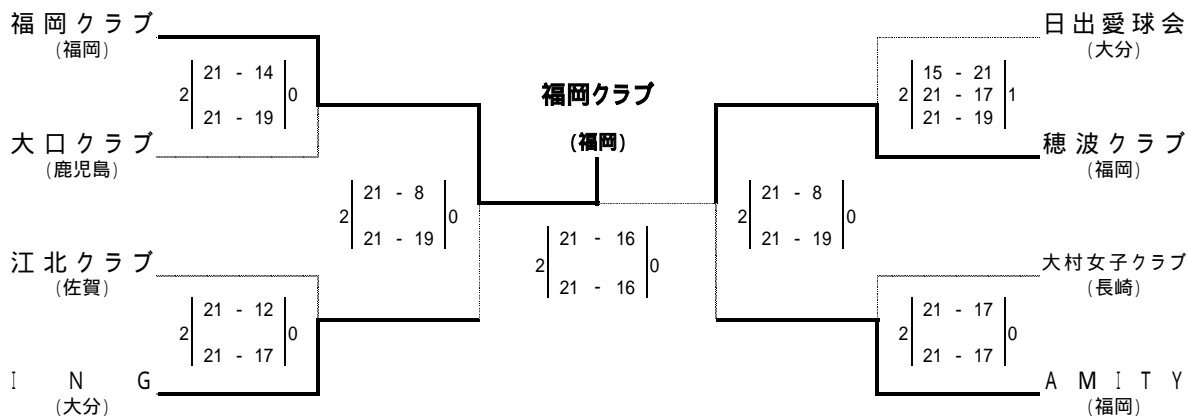 福岡クラブ
(福岡)
2 21 - 14 0
21 - 19
大口クラブ
(鹿児島)
2 21 - 8 0
21 - 19
江北クラブ
(佐賀)
2 21 - 12 0
21 - 17
I N G
(大分)
福岡クラブ
(福岡)
2 21 - 16 0
21 - 16
日出愛球会
(大分)
15 - 21
2 21 - 17 1
21 - 19
穂波クラブ
(福岡)
2 21 - 8 0
21 - 19
大村女子クラブ
(長崎)
2 21 - 17 0
21 - 17
A M I T Y
(福岡)